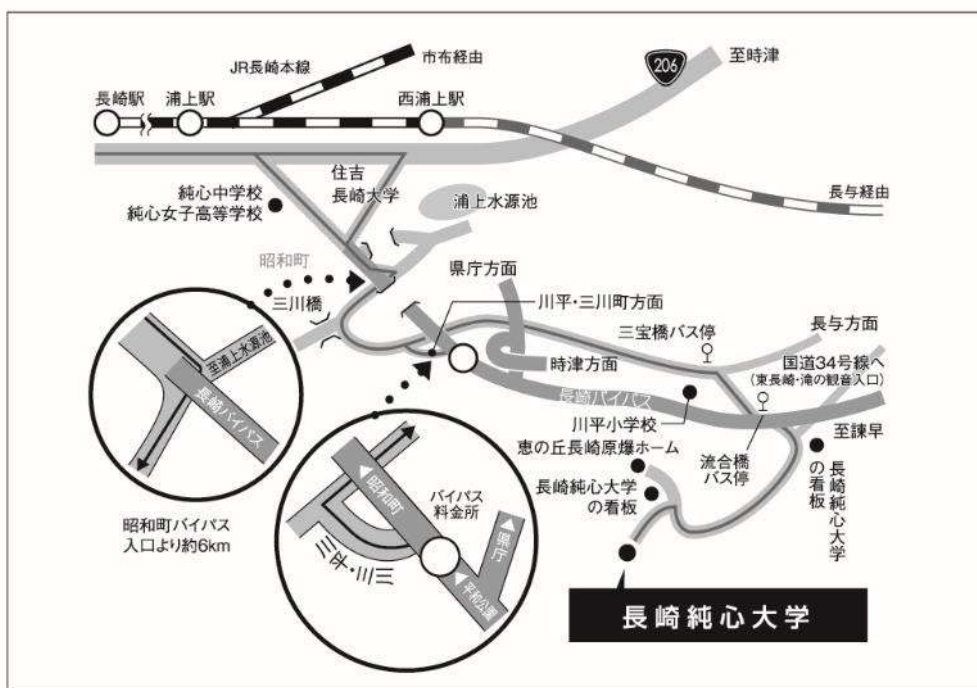 206
至時津
市布経由
JR長崎本線
長崎駅
浦上駅
西浦上駅
住吉
長崎大学
純心中学校
純心女子高等学校
浦上水源池
長与経由
昭和町
県庁方面
三川橋
川平・三川町方面
三宝橋バス停
長与方面
国道34号線へ
(東長崎・滝の観音入口)
時津方面
長崎バイパス
川平小学校
至諫早
恵の丘長崎原爆ホーム
流合橋
バス停
長崎純心大学
の看板
長崎純心大学
の看板
至浦上水源池
長崎バイパス
昭和町バイパス
入口より約6km
昭和町
バイパス
料金所
県庁
平和公園
長崎純心大学